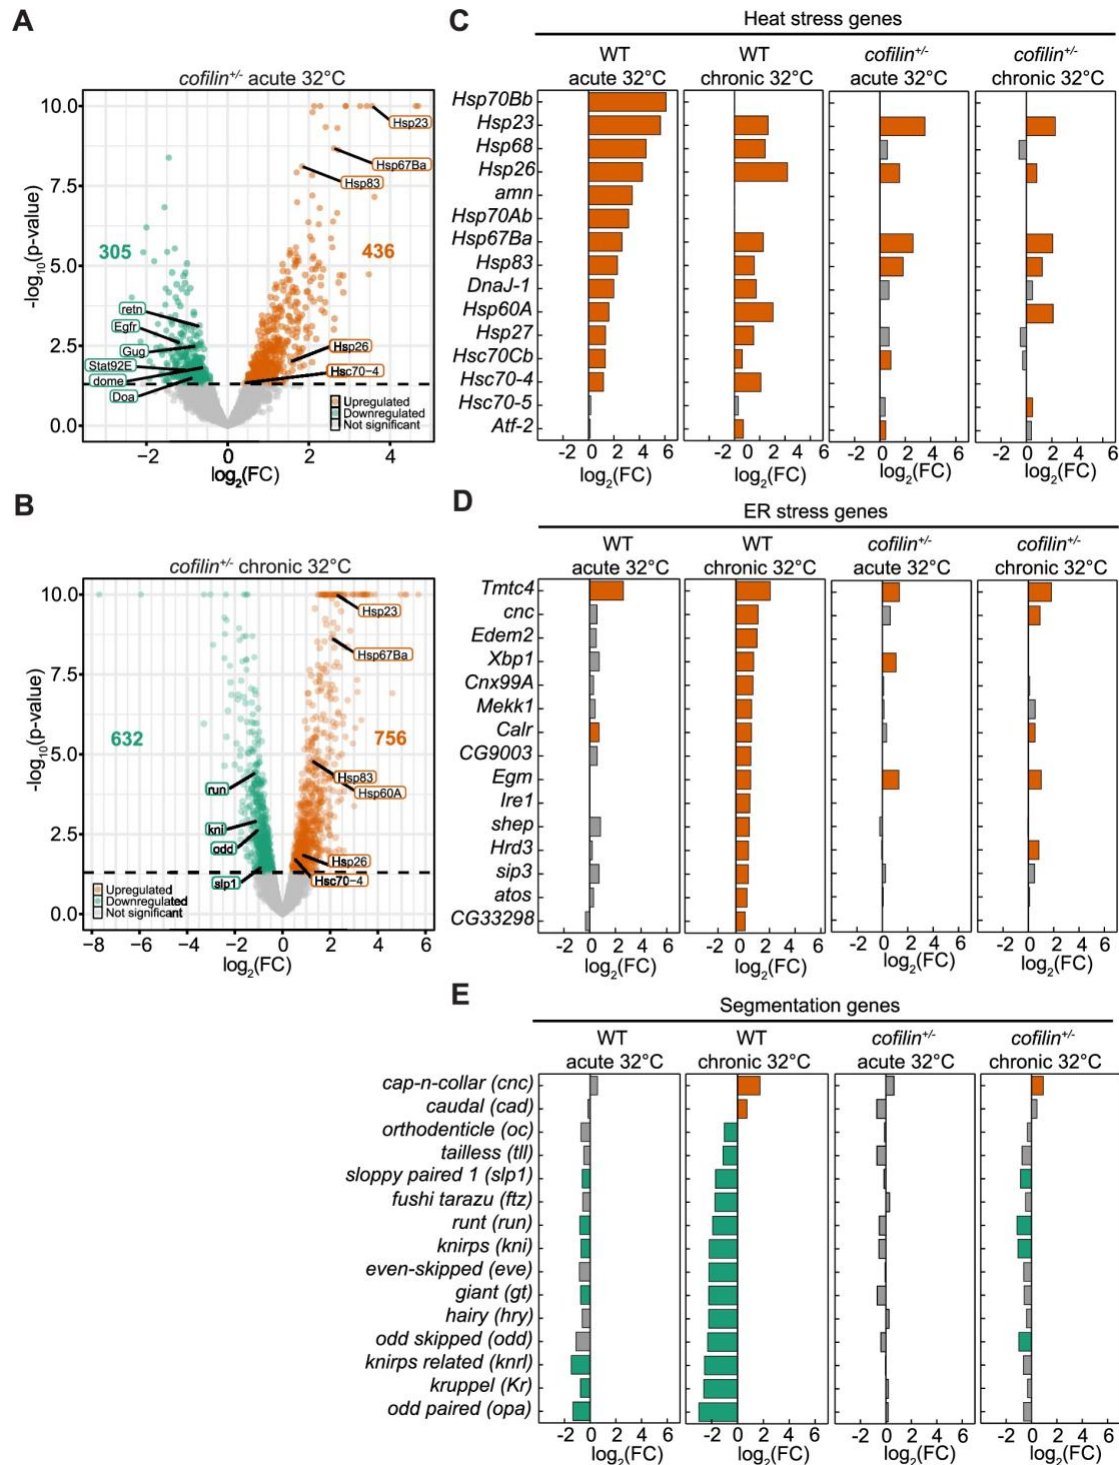 A
cofilin+/- acute 32°C
10.0
7.5
5.0
2.5
0.0
-log10(p-value)
305
436
Hsp23
Hsp67Ba
Hsp83
retn
Egfr
Gug
Stat92E
dome
Doa
Hsp26
Hsc70-4
Upregulated
Downregulated
Not significant
−2 0 2 4
log2(FC)
B
cofilin+/- chronic 32°C
10.0
7.5
5.0
2.5
0.0
-log10(p-value)
632
756
Hsp23
Hsp67Ba
Hsp83
Hsp60A
run
kni
odd
slp1
Hsp26
Hsc70-4
Upregulated
Downregulated
Not significant
−8 −6 −4 −2 0 2 4 6
log2(FC)
C
Heat stress genes
WT acute 32°C
WT chronic 32°C
cofilin+/- acute 32°C
cofilin+/- chronic 32°C
Hsp70Bb
Hsp23
Hsp68
Hsp26
amn
Hsp70Ab
Hsp67Ba
Hsp83
DnaJ-1
Hsp60A
Hsp27
Hsc70Cb
Hsc70-4
Hsc70-5
Atf-2
-2 0 2 4 6
-2 0 2 4 6
-2 0 2 4 6
-2 0 2 4 6
log2(FC)
log2(FC)
log2(FC)
log2(FC)
D
ER stress genes
WT acute 32°C
WT chronic 32°C
cofilin+/- acute 32°C
cofilin+/- chronic 32°C
Tmtc4
cnc
Edem2
Xbp1
Cnx99A
Mekk1
Calr
CG9003
Egm
Ire1
shep
Hrd3
sip3
atos
CG33298
-2 0 2 4 6
-2 0 2 4 6
-2 0 2 4 6
-2 0 2 4 6
log2(FC)
log2(FC)
log2(FC)
log2(FC)
E
Segmentation genes
WT acute 32°C
WT chronic 32°C
cofilin+/- acute 32°C
cofilin+/- chronic 32°C
cap-n-collar (cnc)
caudal (cad)
orthodenticle (oc)
tailless (tll)
sloppy paired 1 (slp1)
fushi tarazu (ftz)
runt (run)
knirps (kni)
even-skipped (eve)
giant (gt)
hairy (hry)
odd skipped (odd)
knirps related (knrl)
kruppel (Kr)
odd paired (opa)
-2 0 2 4 6
-2 0 2 4 6
-2 0 2 4 6
-2 0 2 4 6
log2(FC)
log2(FC)
log2(FC)
log2(FC)